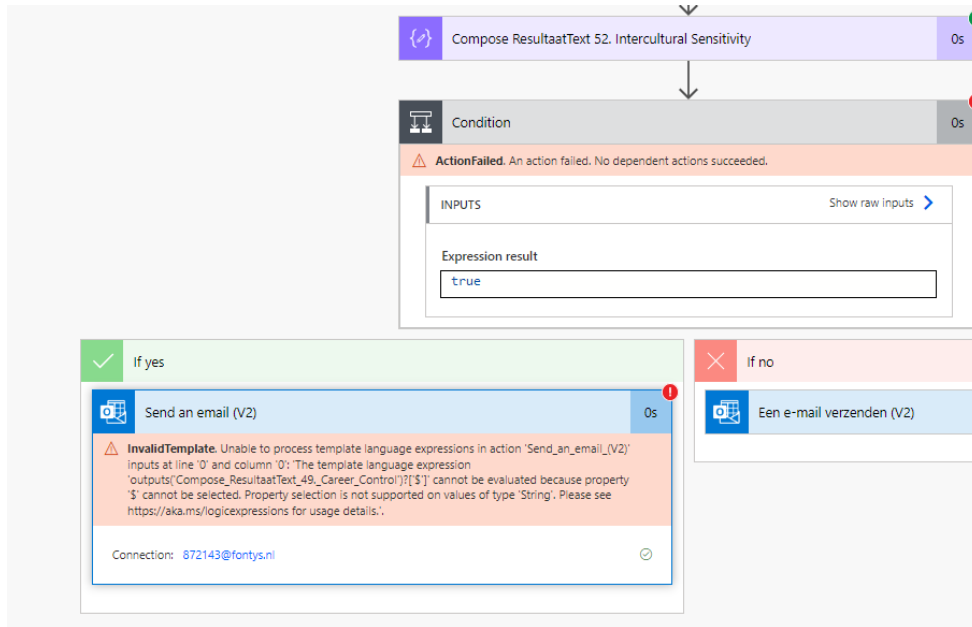 Compose ResultaatText 52. Intercultural Sensitivity
0s
Condition
0s
ActionFailed. An action failed. No dependent actions succeeded.
INPUTS
Show raw inputs
Expression result
true
If yes
If no
Send an email (V2)
0s
Een e-mail verzenden (V2)
InvalidTemplate. Unable to process template language expressions in action 'Send_an_email_(V2)'
inputs at line '0' and column '0': 'The template language expression
'outputs('Compose_ResultaatText_49._Career_Control')?['$']' cannot be evaluated because property
'$' cannot be selected. Property selection is not supported on values of type 'String'. Please see
https://aka.ms/logicexpressions for usage details.'.
Connection: 872143@fontys.nl